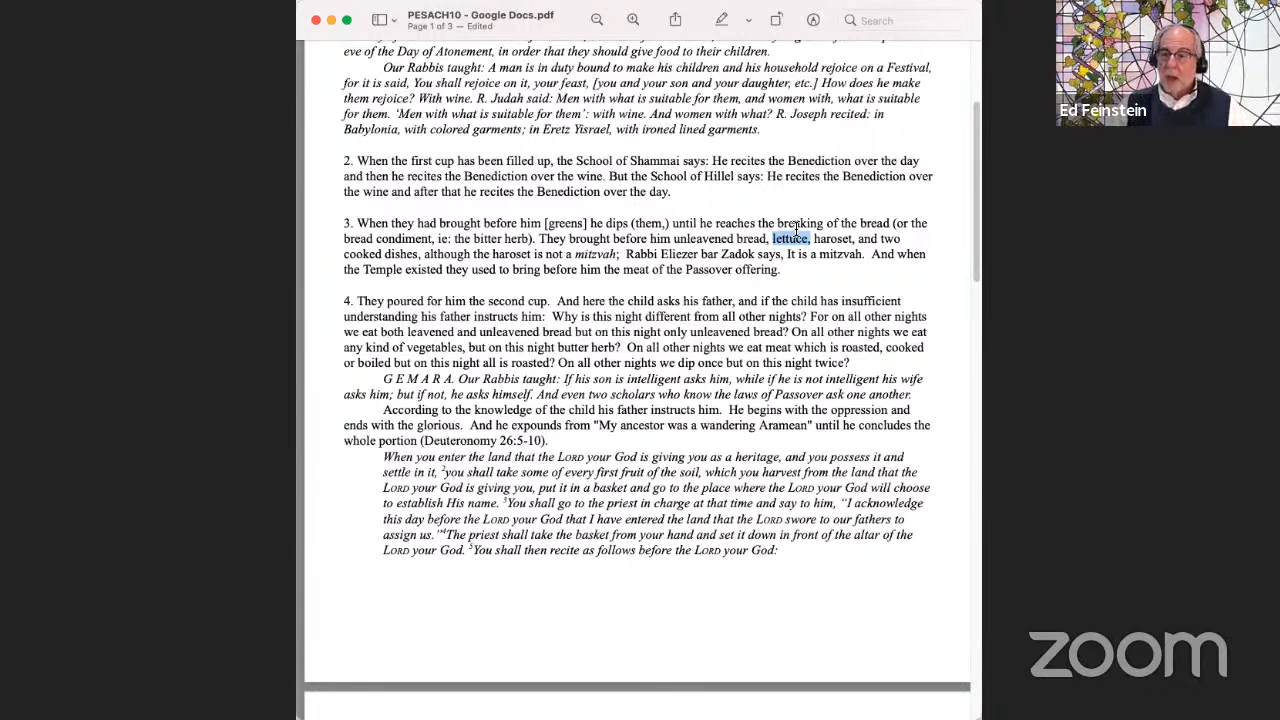 PESACH10 - Google Docs.pdf
Page 1 of 3 — Edited
Search
eve of the Day of Atonement, in order that they should give food to their children.
Our Rabbis taught: A man is in duty bound to make his children and his household rejoice on a Festival,
for it is said, You shall rejoice on it, your feast, [you and your son and your daughter, etc.] How does he make
them rejoice? With wine. R. Judah said: Men with what is suitable for them, and women with, what is suitable
for them. 'Men with what is suitable for them': with wine. And women with what? R. Joseph recited: in
Babylonia, with colored garments; in Eretz Yisrael, with ironed lined garments.
2. When the first cup has been filled up, the School of Shammai says: He recites the Benediction over the day
and then he recites the Benediction over the wine. But the School of Hillel says: He recites the Benediction over
the wine and after that he recites the Benediction over the day.
3. When they had brought before him [greens] he dips (them,) until he reaches the breaking of the bread (or the
bread condiment, ie: the bitter herb). They brought before him unleavened bread, lettuce, haroset, and two
cooked dishes, although the haroset is not a mitzvah; Rabbi Eliezer bar Zadok says, It is a mitzvah. And when
the Temple existed they used to bring before him the meat of the Passover offering.
4. They poured for him the second cup. And here the child asks his father, and if the child has insufficient
understanding his father instructs him: Why is this night different from all other nights? For on all other nights
we eat both leavened and unleavened bread but on this night only unleavened bread? On all other nights we eat
any kind of vegetables, but on this night butter herb? On all other nights we eat meat which is roasted, cooked
or boiled but on this night all is roasted? On all other nights we dip once but on this night twice?
G E M A R A. Our Rabbis taught: If his son is intelligent asks him, while if he is not intelligent his wife
asks him; but if not, he asks himself. And even two scholars who know the laws of Passover ask one another.
According to the knowledge of the child his father instructs him. He begins with the oppression and
ends with the glorious. And he expounds from "My ancestor was a wandering Aramean" until he concludes the
whole portion (Deuteronomy 26:5-10).
When you enter the land that the LORD your God is giving you as a heritage, and you possess it and
settle in it, 2you shall take some of every first fruit of the soil, which you harvest from the land that the
LORD your God is giving you, put it in a basket and go to the place where the LORD your God will choose
to establish His name. 3You shall go to the priest in charge at that time and say to him, "I acknowledge
this day before the LORD your God that I have entered the land that the LORD swore to our fathers to
assign us."4The priest shall take the basket from your hand and set it down in front of the altar of the
LORD your God. 5You shall then recite as follows before the LORD your God:
Ed Feinstein
zoom